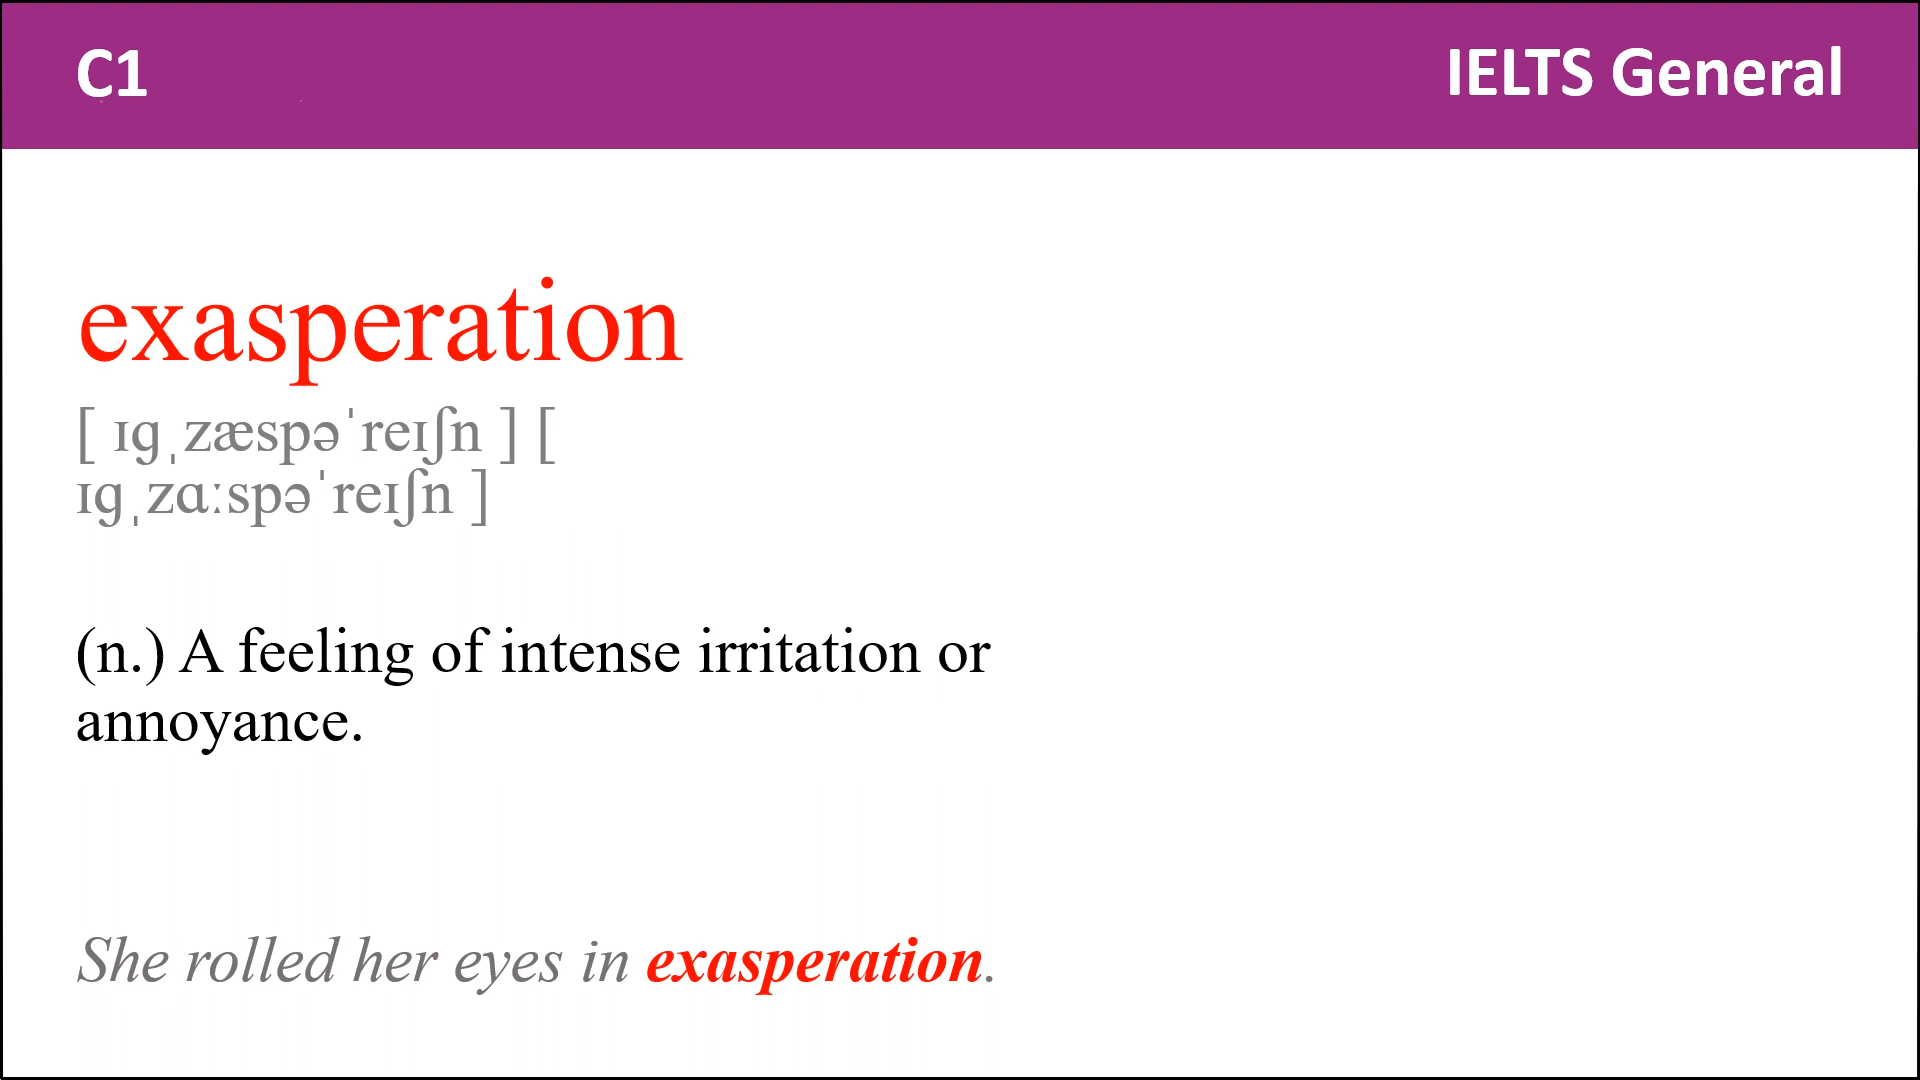 C1 IELTS General
exasperation
[ ɪɡˌzæspəˈreɪʃn ] [
ɪɡˌzɑːspəˈreɪʃn ]
(n.) A feeling of intense irritation or
annoyance.
She rolled her eyes in exasperation.